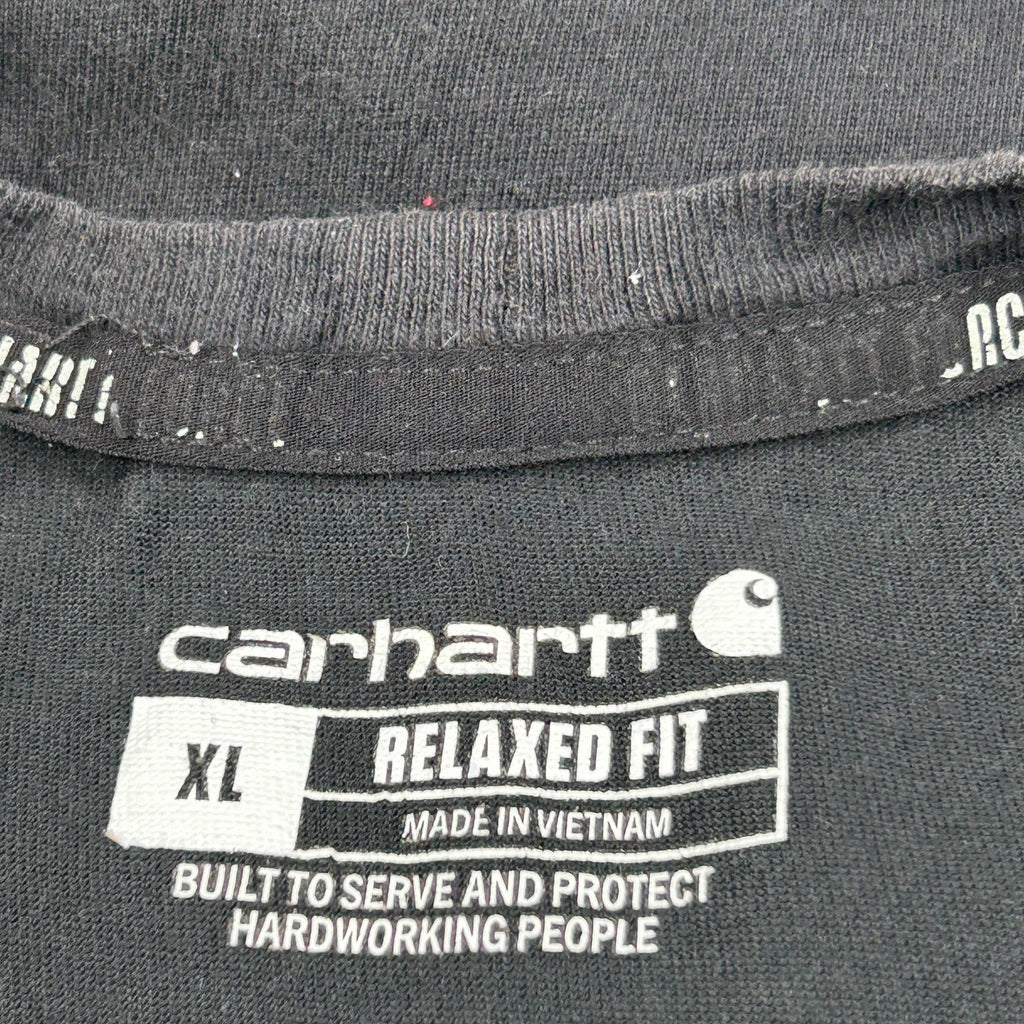 carhartt
XL
RELAXED FIT
MADE IN VIETNAM
BUILT TO SERVE AND PROTECT
HARDWORKING PEOPLE